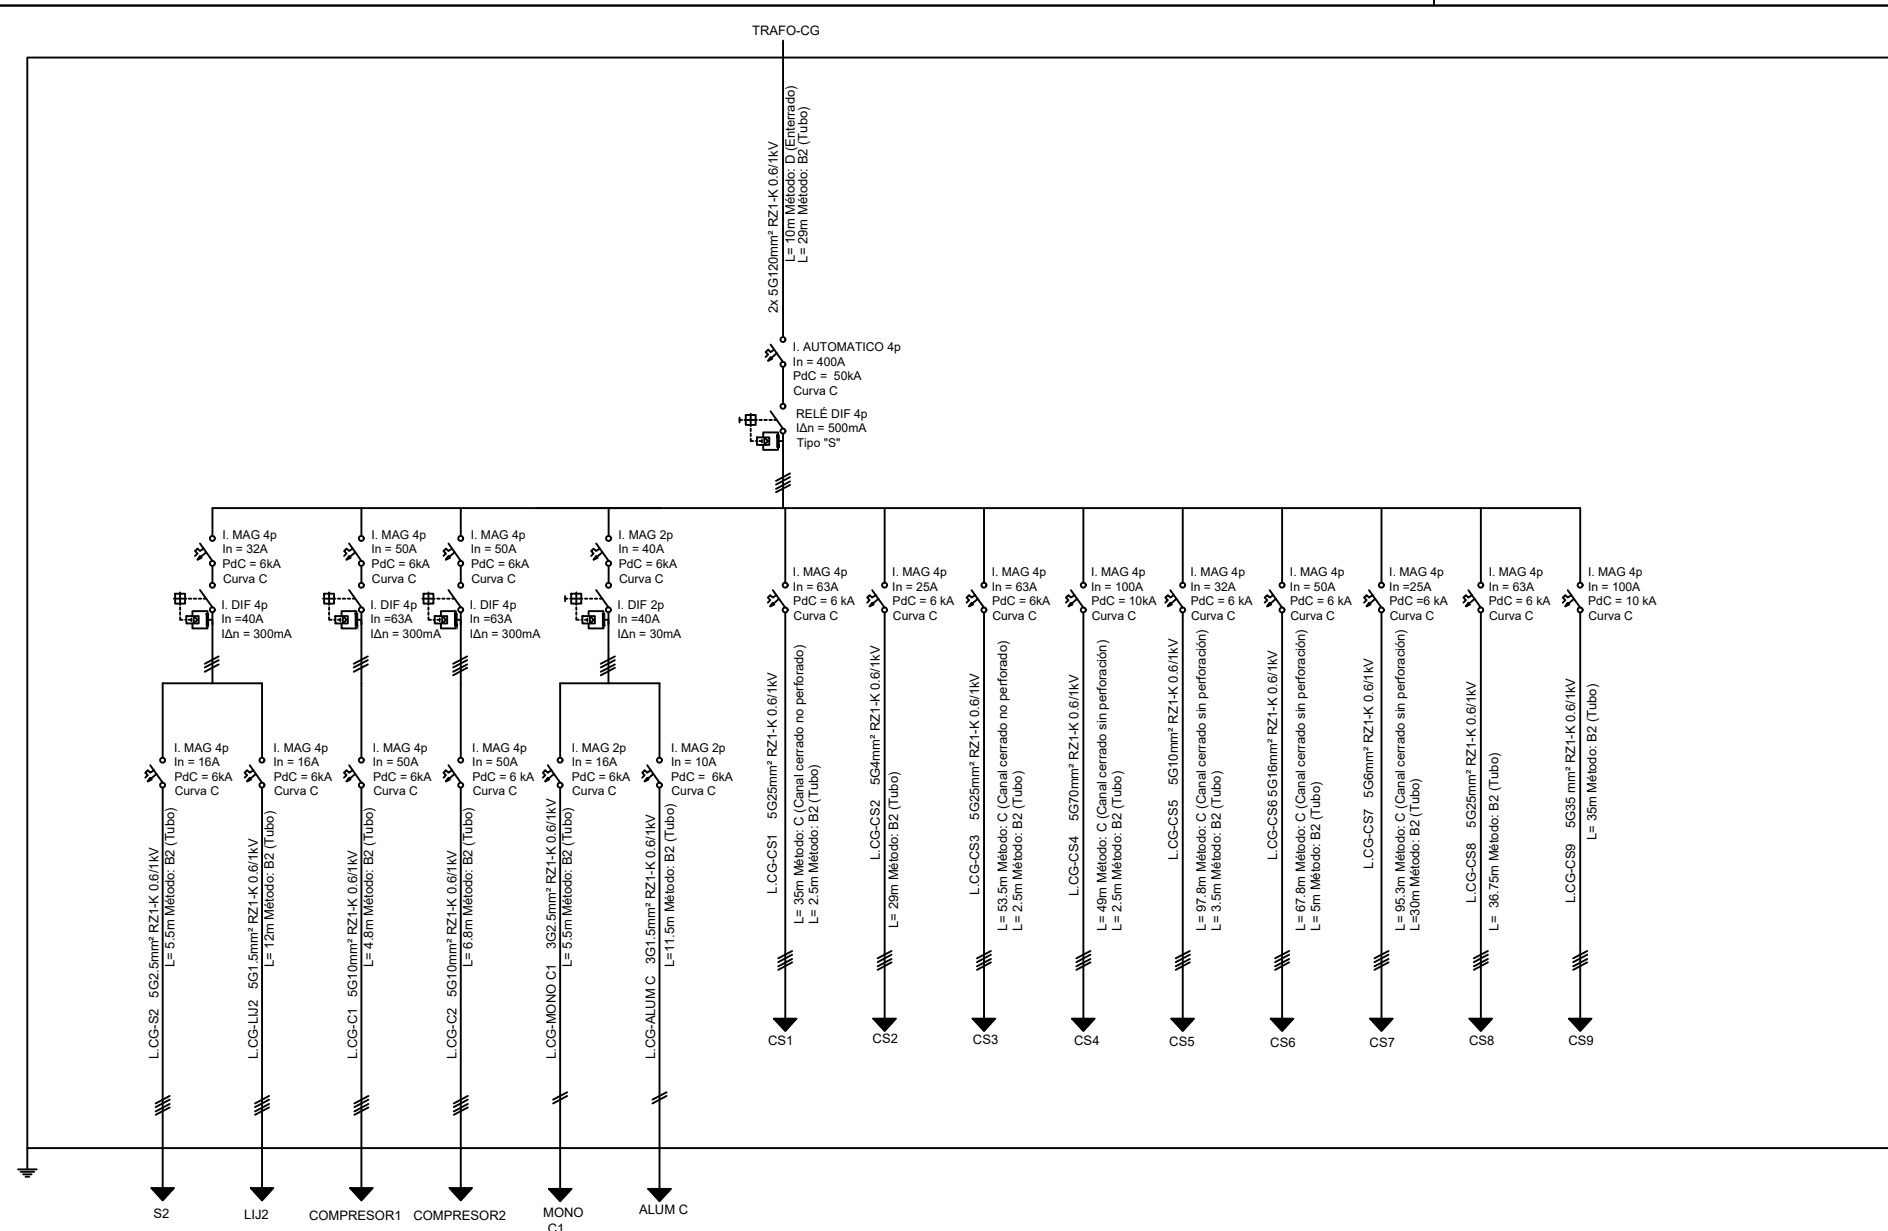 TRAFO-CG
2x 5G120mm² RZ1-K 0.6/1kV
L= 10m Método: D (Enterrado)
L= 29m Método: B2 (Tubo)
I. AUTOMATICO 4p
In = 400A
PdC = 50kA
Curva C
RELÉ DIF 4p
I∆n = 500mA
Tipo "S"
I. MAG 4p
In = 32A
PdC = 6kA
Curva C
I. DIF 4p
In =40A
I∆n = 300mA
I. MAG 4p
In = 50A
PdC = 6kA
Curva C
I. DIF 4p
In =63A
I∆n = 300mA
I. MAG 4p
In = 50A
PdC = 6kA
Curva C
I. DIF 4p
In =63A
I∆n = 300mA
I. MAG 2p
In = 40A
PdC = 6kA
Curva C
I. DIF 2p
In =40A
I∆n = 30mA
I. MAG 4p
In = 16A
PdC = 6kA
Curva C
L.CG-S2 5G2.5mm² RZ1-K 0.6/1kV
L= 5.5m Método: B2 (Tubo)
S2
I. MAG 4p
In = 16A
PdC = 6kA
Curva C
L.CG-LIJ2 5G1.5mm² RZ1-K 0.6/1kV
L= 12m Método: B2 (Tubo)
LIJ2
I. MAG 4p
In = 50A
PdC = 6kA
Curva C
L.CG-C1 5G10mm² RZ1-K 0.6/1kV
L= 4.8m Método: B2 (Tubo)
COMPRESOR1
I. MAG 4p
In = 50A
PdC = 6 kA
Curva C
L.CG-C2 5G10mm² RZ1-K 0.6/1kV
L= 6.8m Método: B2 (Tubo)
COMPRESOR2
I. MAG 2p
In = 16A
PdC = 6kA
Curva C
L.CG-MONO C1 3G2.5mm² RZ1-K 0.6/1kV
L= 5.5m Método: B2 (Tubo)
MONO
C1
I. MAG 2p
In = 10A
PdC = 6kA
Curva C
L.CG-ALUM C 3G1.5mm² RZ1-K 0.6/1kV
L=11.5m Método: B2 (Tubo)
ALUM C
I. MAG 4p
In = 63A
PdC = 6 kA
Curva C
L.CG-CS1 5G25mm² RZ1-K 0.6/1kV
L= 35m Método: C (Canal cerrado no perforado)
L= 2.5m Método: B2 (Tubo)
CS1
I. MAG 4p
In = 25A
PdC = 6 kA
Curva C
L.CG-CS2 5G4mm² RZ1-K 0.6/1kV
L= 29m Método: B2 (Tubo)
CS2
I. MAG 4p
In = 63A
PdC = 6kA
Curva C
L.CG-CS3 5G25mm² RZ1-K 0.6/1kV
L= 53.5m Método: C (Canal cerrado no perforado)
L= 2.5m Método: B2 (Tubo)
CS3
I. MAG 4p
In = 100A
PdC = 10kA
Curva C
L.CG-CS4 5G70mm² RZ1-K 0.6/1kV
L= 49m Método: C (Canal cerrado sin perforación)
L= 2.5m Método: B2 (Tubo)
CS4
I. MAG 4p
In = 32A
PdC = 6 kA
Curva C
L.CG-CS5 5G10mm² RZ1-K 0.6/1kV
L= 97.8m Método: C (Canal cerrado sin perforación)
L= 3.5m Método: B2 (Tubo)
CS5
I. MAG 4p
In = 50A
PdC = 6 kA
Curva C
L.CG-CS6 5G16mm² RZ1-K 0.6/1kV
L= 67.8m Método: C (Canal cerrado sin perforación)
L= 5m Método: B2 (Tubo)
CS6
I. MAG 4p
In =25A
PdC =6 kA
Curva C
L.CG-CS7 5G6mm² RZ1-K 0.6/1kV
L= 95.3m Método: C (Canal cerrado sin perforación)
L=30m Método: B2 (Tubo)
CS7
I. MAG 4p
In = 63A
PdC = 6 kA
Curva C
L.CG-CS8 5G25mm² RZ1-K 0.6/1kV
L= 36.75m Método: B2 (Tubo)
CS8
I. MAG 4p
In = 100A
PdC = 10 kA
Curva C
L.CG-CS9 5G35 mm² RZ1-K 0.6/1kV
L= 35m Método: B2 (Tubo)
CS9